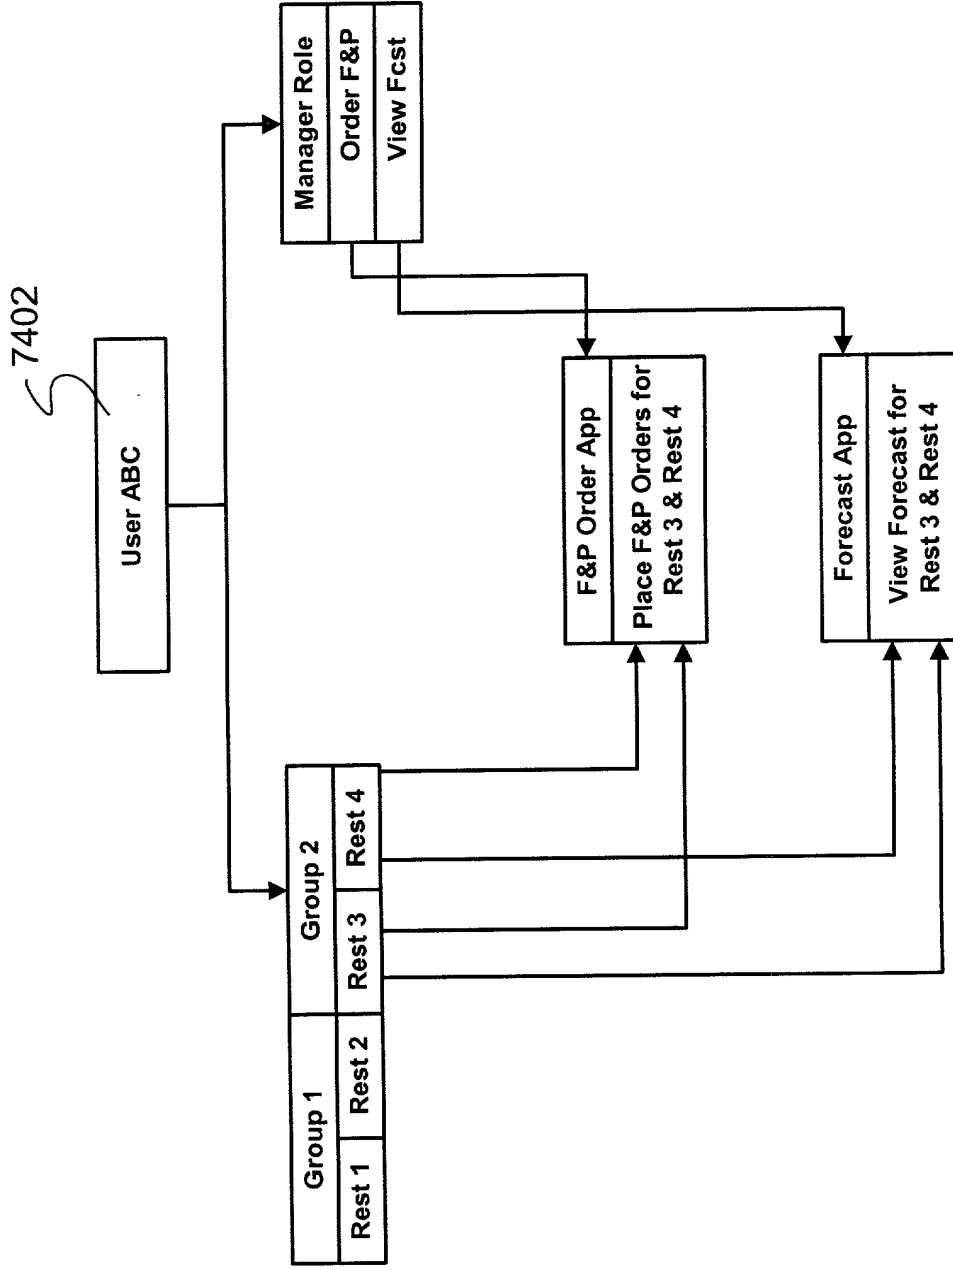 7402
User ABC
Group 1
Group 2
Rest 1
Rest 2
Rest 3
Rest 4
Manager Role
Order F&P
View Fcst
F&P Order App
Place F&P Orders for
Rest 3 & Rest 4
Forecast App
View Forecast for
Rest 3 & Rest 4